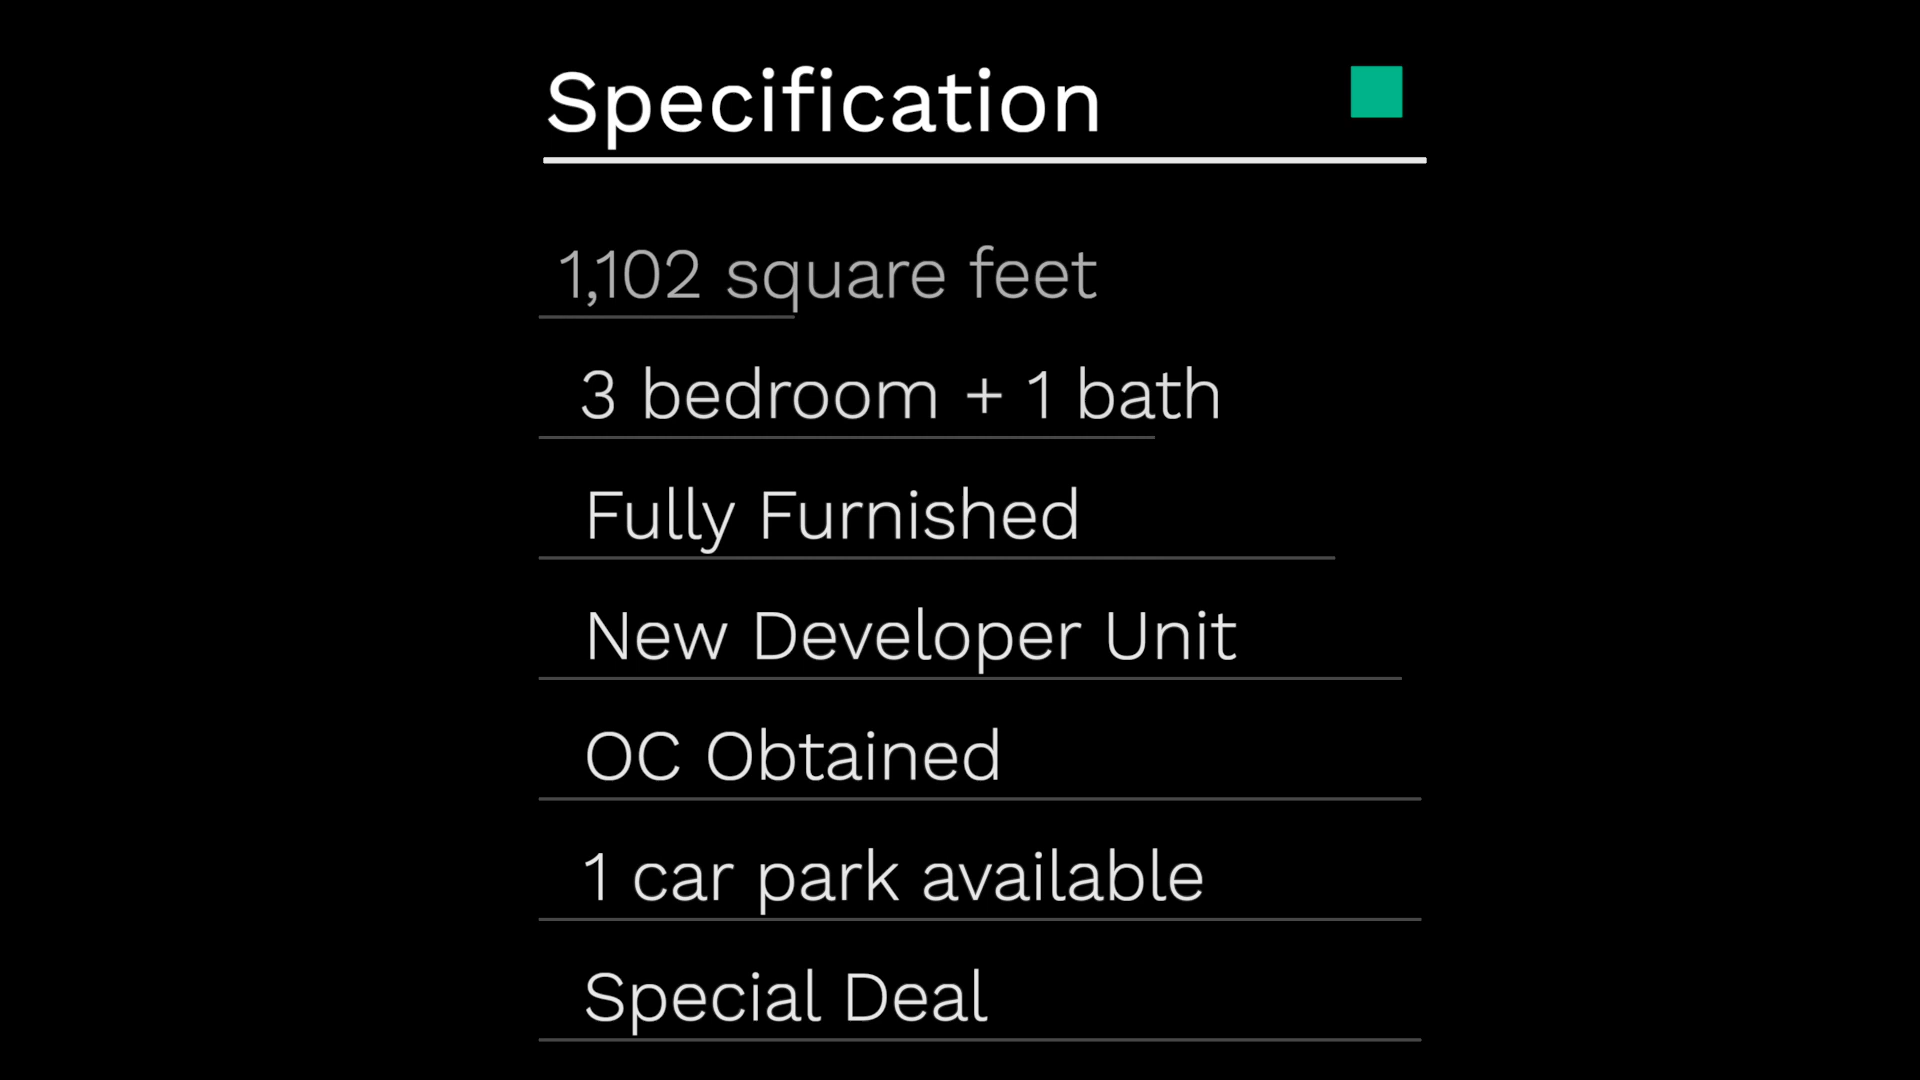 Specification
1,102 square feet
3 bedroom + 1 bath
Fully Furnished
New Developer Unit
OC Obtained
1 car park available
Special Deal